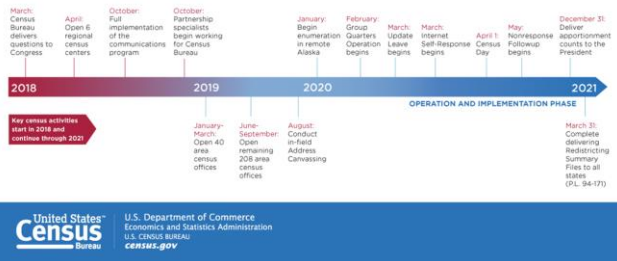 March:
Census
Bureau
delivers
questions to
Congress
April
Open 6
regional
census
centers
October:
Full
implementation
of the
communications
program
October:
Partnership
specialists
begin working
for Census
Bureau
January:
Begin
enumeration
in remote
Alaska
February:
Group
Quarters
Operation
begins
March:
Update
Leave
begins
March:
Internet
Self-Response
begins
April 1:
Census
Day
May:
Nonresponse
Followup
begins
December 31:
Deliver
apportionment
counts to the
President
2018
2019
2020
2021
OPERATION AND IMPLEMENTATION PHASE
Key census activities
start in 2018 and
continue through 2021
January-
March:
Open 40
area
census
offices
June-
September:
Open
remaining
208 area
census
offices
August:
Conduct
in-field
Address
Canvassing
March 31:
Complete
delivering
Redistricting
Summary
Files to all
states
(P.L. 94-171)
United States™
Census
Bureau
U.S. Department of Commerce
Economics and Statistics Administration
U.S. CENSUS BUREAU
census.gov